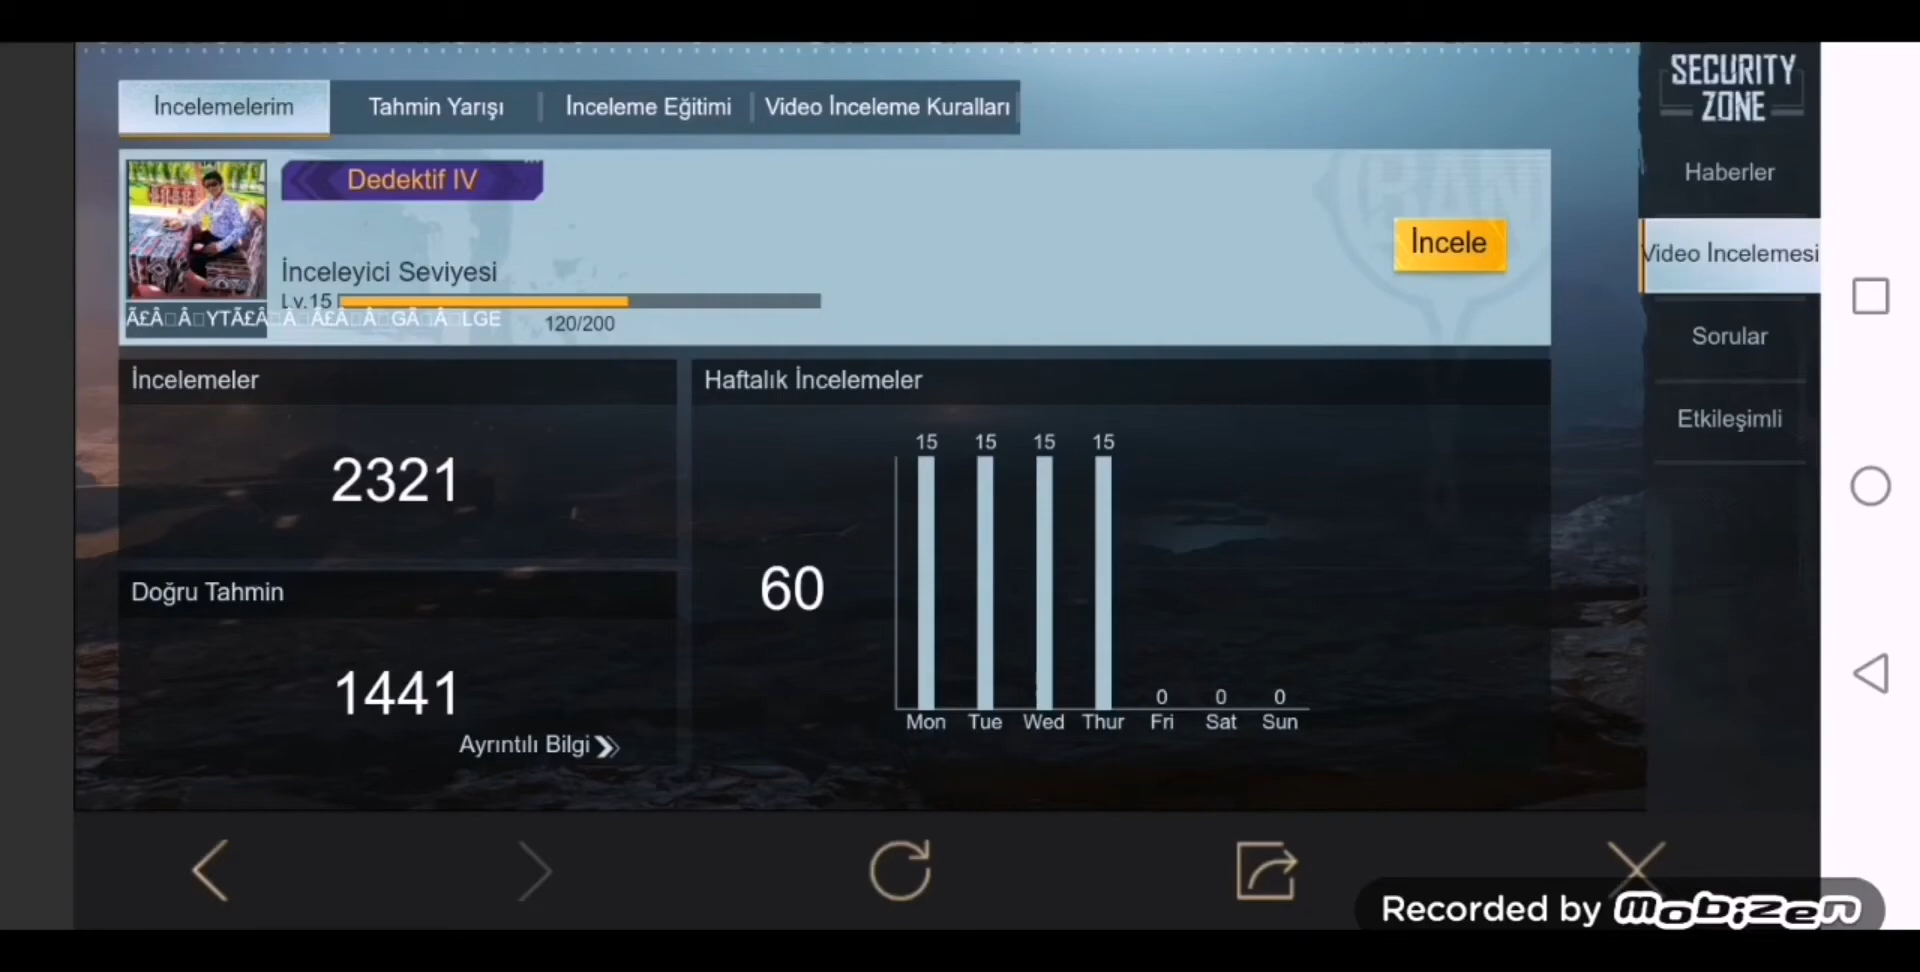 İncelemelerim
Tahmin Yarışı
İnceleme Eğitimi
Video İnceleme Kuralları
SECURITY
ZONE
Haberler
Video İncelemesi
Sorular
Etkileşimli
Dedektif IV
İncele
İnceleyici Seviyesi
Lv.15
120/200
İncelemeler
2321
Doğru Tahmin
1441
Ayrıntılı Bilgi
Haftalık İncelemeler
60
15 15 15 15 0 0 0
Mon Tue Wed Thur Fri Sat Sun
Recorded by Mobizen